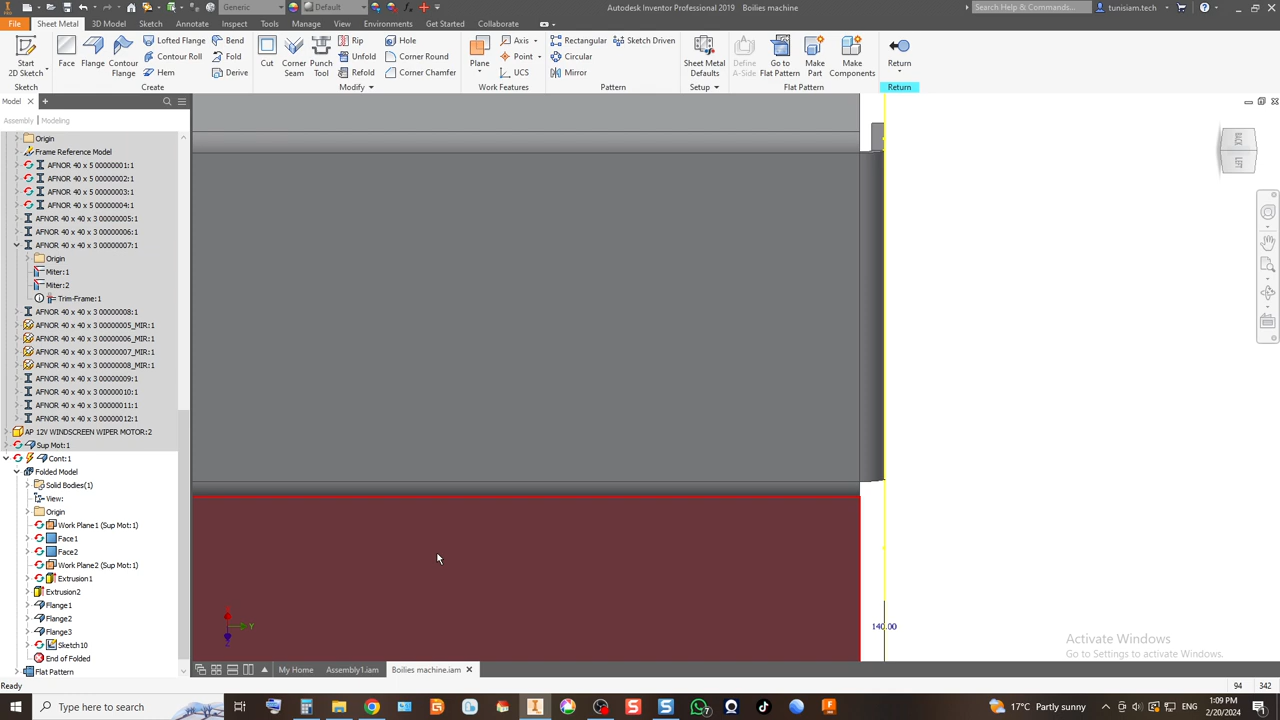 Generic
Default
Autodesk Inventor Professional 2019
Boilies machine
Search Help & Commands...
tunisiam.tech
File
Sheet Metal
3D Model
Sketch
Annotate
Inspect
Tools
Manage
View
Environments
Get Started
Collaborate
Start
2D Sketch
Face
Flange
Contour
Flange
Lofted Flange
Contour Roll
Hem
Bend
Fold
Derive
Cut
Corner
Seam
Punch
Tool
Rip
Unfold
Refold
Hole
Corner Round
Corner Chamfer
Plane
Axis
Point
UCS
Rectangular
Circular
Mirror
Sketch Driven
Sheet Metal
Defaults
Define
A-Side
Go to
Flat Pattern
Make
Part
Make
Components
Return
Sketch
Create
Modify
Work Features
Pattern
Setup
Flat Pattern
Return
Model
Assembly
Modeling
Origin
Frame Reference Model
AFNOR 40 x 5 00000001:1
AFNOR 40 x 5 00000002:1
AFNOR 40 x 5 00000003:1
AFNOR 40 x 5 00000004:1
AFNOR 40 x 40 x 3 00000005:1
AFNOR 40 x 40 x 3 00000006:1
AFNOR 40 x 40 x 3 00000007:1
Origin
Miter:1
Miter:2
Trim-Frame:1
AFNOR 40 x 40 x 3 00000008:1
AFNOR 40 x 40 x 3 00000005_MIR:1
AFNOR 40 x 40 x 3 00000006_MIR:1
AFNOR 40 x 40 x 3 00000007_MIR:1
AFNOR 40 x 40 x 3 00000008_MIR:1
AFNOR 40 x 40 x 3 00000009:1
AFNOR 40 x 40 x 3 00000010:1
AFNOR 40 x 40 x 3 00000011:1
AFNOR 40 x 40 x 3 00000012:1
AP 12V WINDSCREEN WIPER MOTOR:2
Sup Mot:1
Cont:1
Folded Model
Solid Bodies(1)
View:
Origin
Work Plane1 (Sup Mot:1)
Face1
Face2
Work Plane2 (Sup Mot:1)
Extrusion1
Extrusion2
Flange1
Flange2
Flange3
Sketch10
End of Folded
Flat Pattern
BACK
LEFT
Y
Z
140.00
Activate Windows
Go to Settings to activate Windows.
My Home
Assembly1.iam
Boilies machine.iam
Ready
94
342
Type here to search
17°C Partly sunny
1:09 PM
2/20/2024